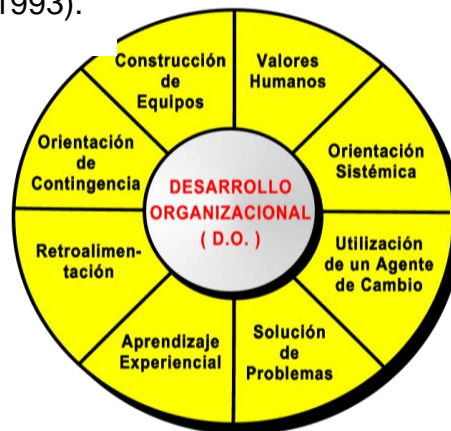 1993).
Construcción
de
Equipos
Valores
Humanos
Orientación
Sistémica
Utilización
de un Agente
de Cambio
Solución
de
Problemas
Aprendizaje
Experiencial
Retroalimen-
tación
Orientación
de
Contingencia
DESARROLLO
ORGANIZACIONAL
( D.O. )